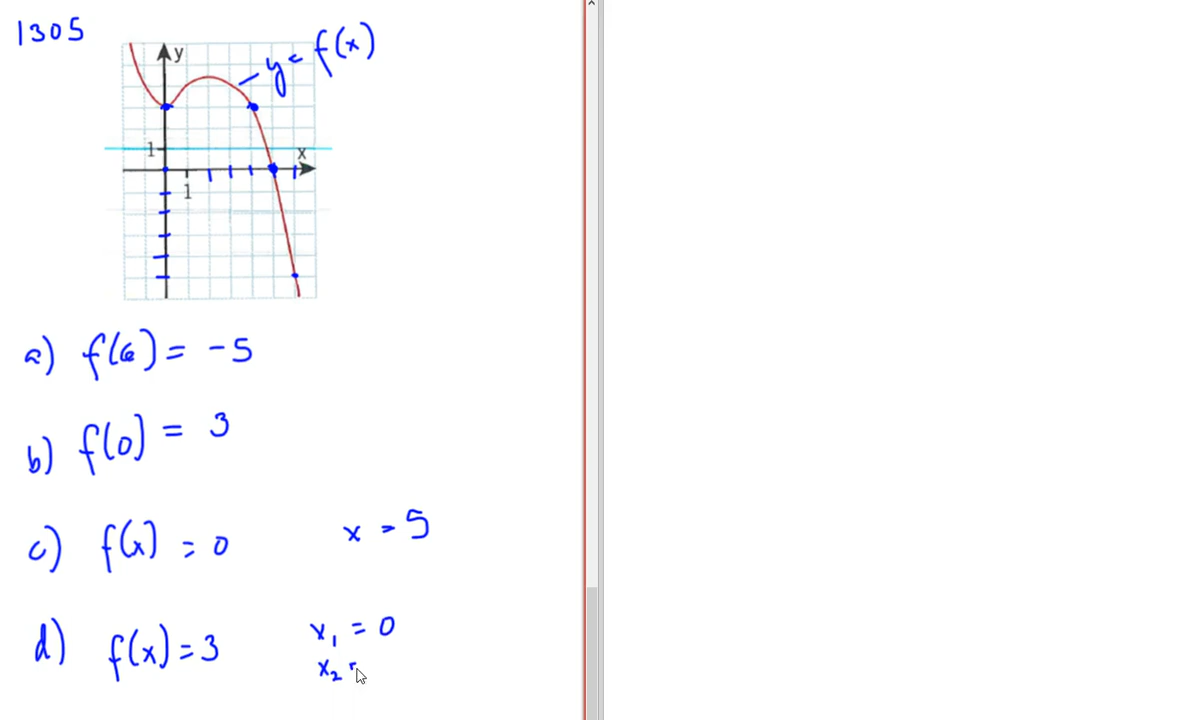 1305
y
y = f(x)
1
x
1
a) f(6) = -5
b) f(0) = 3
c) f(x) = 0 x = 5
d) f(x) = 3 x₁ = 0
x₂